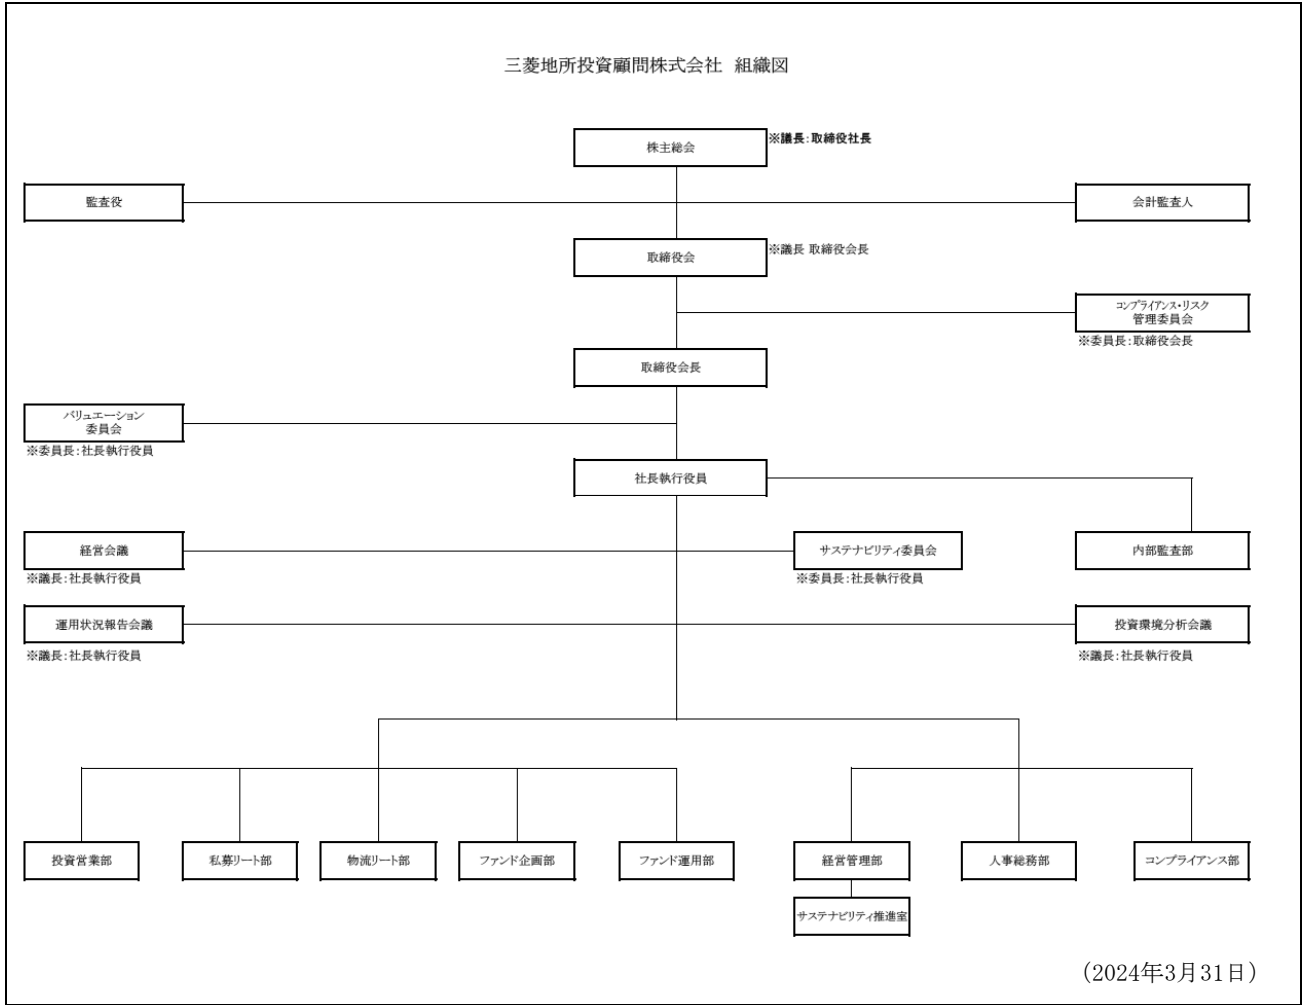 三菱地所投資顧問株式会社 組織図
株主総会
※議長:取締役社長
監査役
会計監査人
取締役会
※議長 取締役会長
コンプライアンス・リスク
管理委員会
※委員長:取締役会長
取締役会長
バリュエーション
委員会
※委員長:社長執行役員
社長執行役員
経営会議
※議長:社長執行役員
サステナビリティ委員会
※委員長:社長執行役員
内部監査部
運用状況報告会議
※議長:社長執行役員
投資環境分析会議
※議長:社長執行役員
投資営業部
私募リート部
物流リート部
ファンド企画部
ファンド運用部
経営管理部
人事総務部
コンプライアンス部
サステナビリティ推進室
(2024年3月31日)